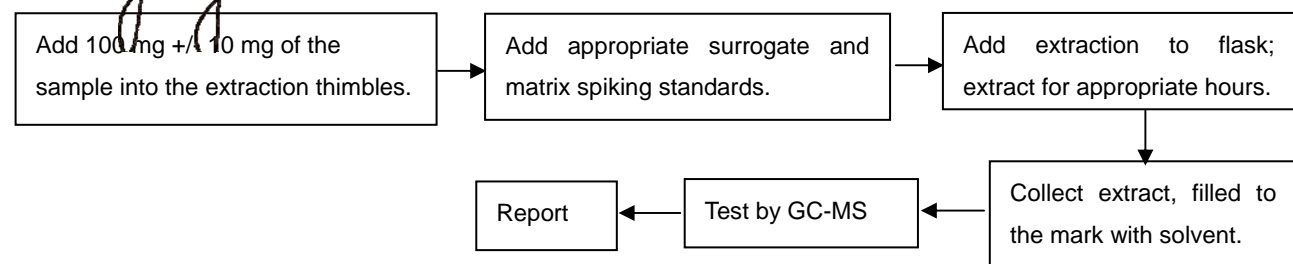 Add 100 mg +/- 10 mg of the
sample into the extraction thimbles.
Add appropriate surrogate and
matrix spiking standards.
Add extraction to flask;
extract for appropriate hours.
Collect extract, filled to
the mark with solvent.
Test by GC-MS
Report